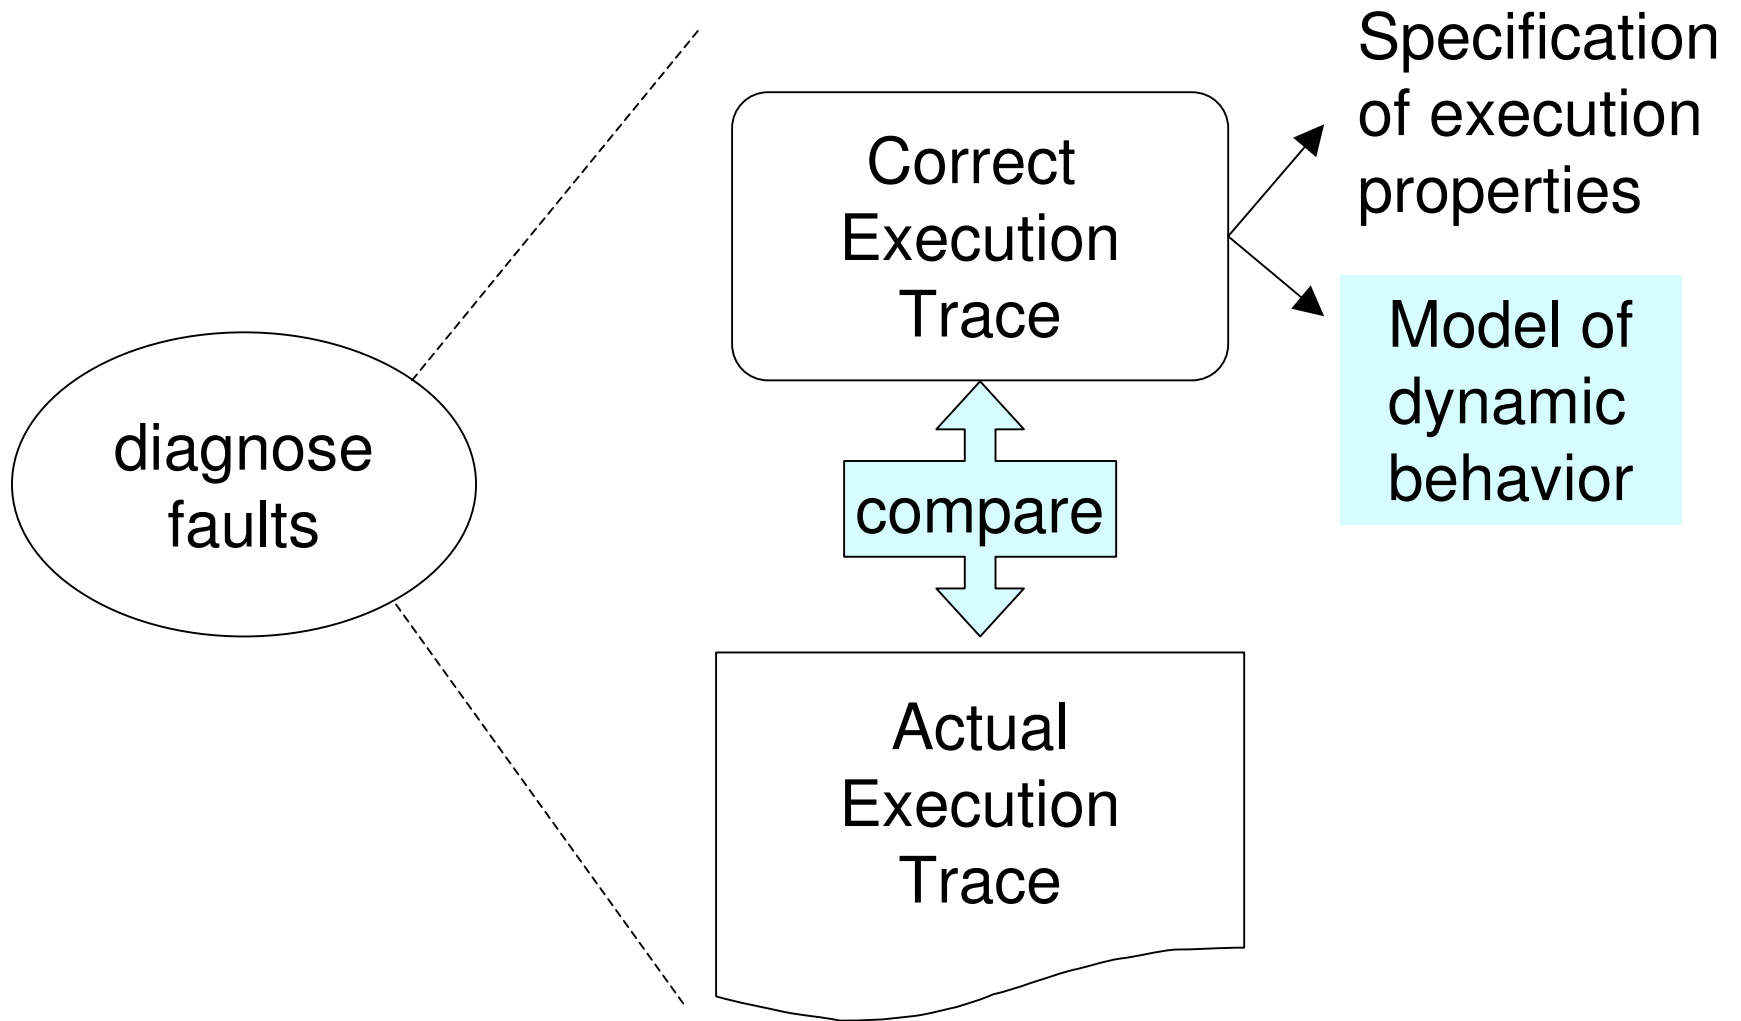 diagnose
faults
Correct
Execution
Trace
compare
Actual
Execution
Trace
Specification
of execution
properties
Model of
dynamic
behavior